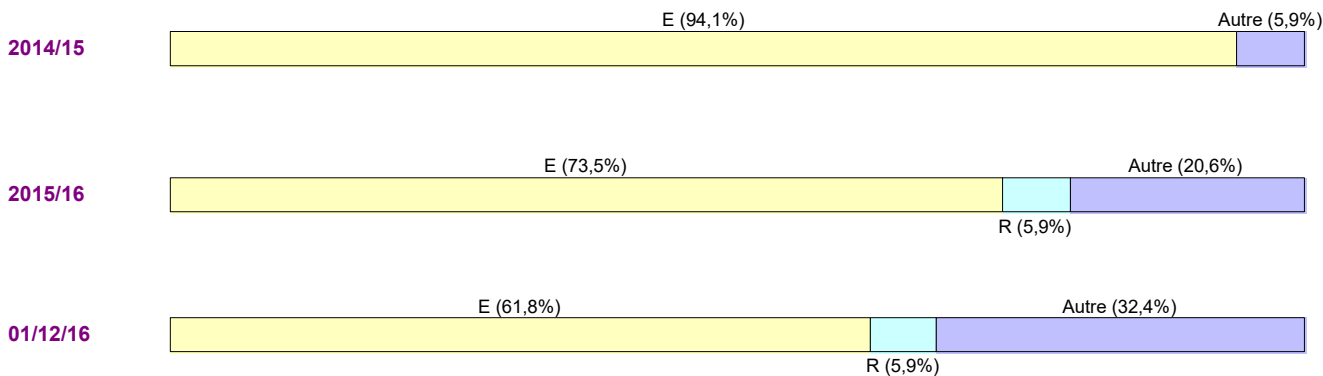 E (94,1%) Autre (5,9%)
2014/15
E (73,5%) Autre (20,6%)
2015/16
R (5,9%)
E (61,8%) Autre (32,4%)
01/12/16
R (5,9%)